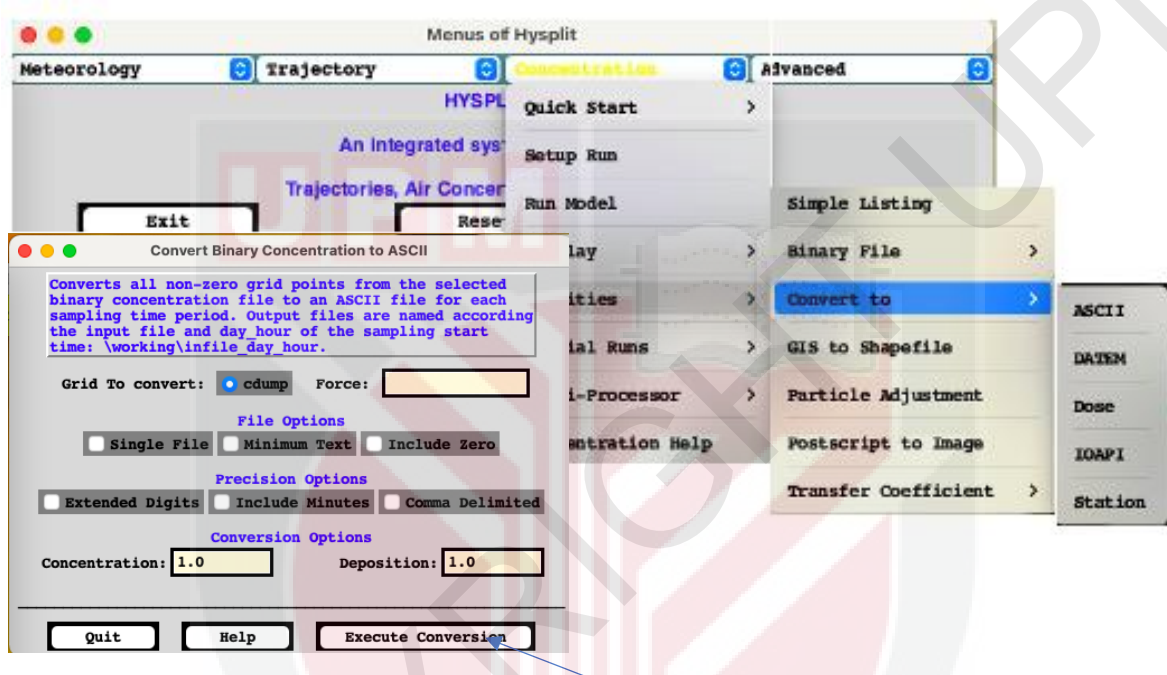 Menus of Hysplit
Meteorology
Trajectory
Concentration
Advanced
HYSPL
An Integrated sys
Trajectories, Air Concer
Exit
Rese
Quick Start
Setup Run
Run Model
lay
ities
ial Runs
i-Processor
entration Help
Simple Listing
Binary File
Convert to
GIS to Shapefile
Particle Adjustment
Postscript to Image
Transfer Coefficient
ASCII
DATEM
Dose
IOAPI
Station
Convert Binary Concentration to ASCII
Converts all non-zero grid points from the selected
binary concentration file to an ASCII file for each
sampling time period. Output files are named according
the input file and day_hour of the sampling start
time: \working\infile_day_hour.
Grid To convert: cdump Force:
File Options
Single File Minimum Text Include Zero
Precision Options
Extended Digits Include Minutes Comma Delimited
Conversion Options
Concentration: 1.0 Deposition: 1.0
Quit Help Execute Conversion
UPM
YRIGHT UP